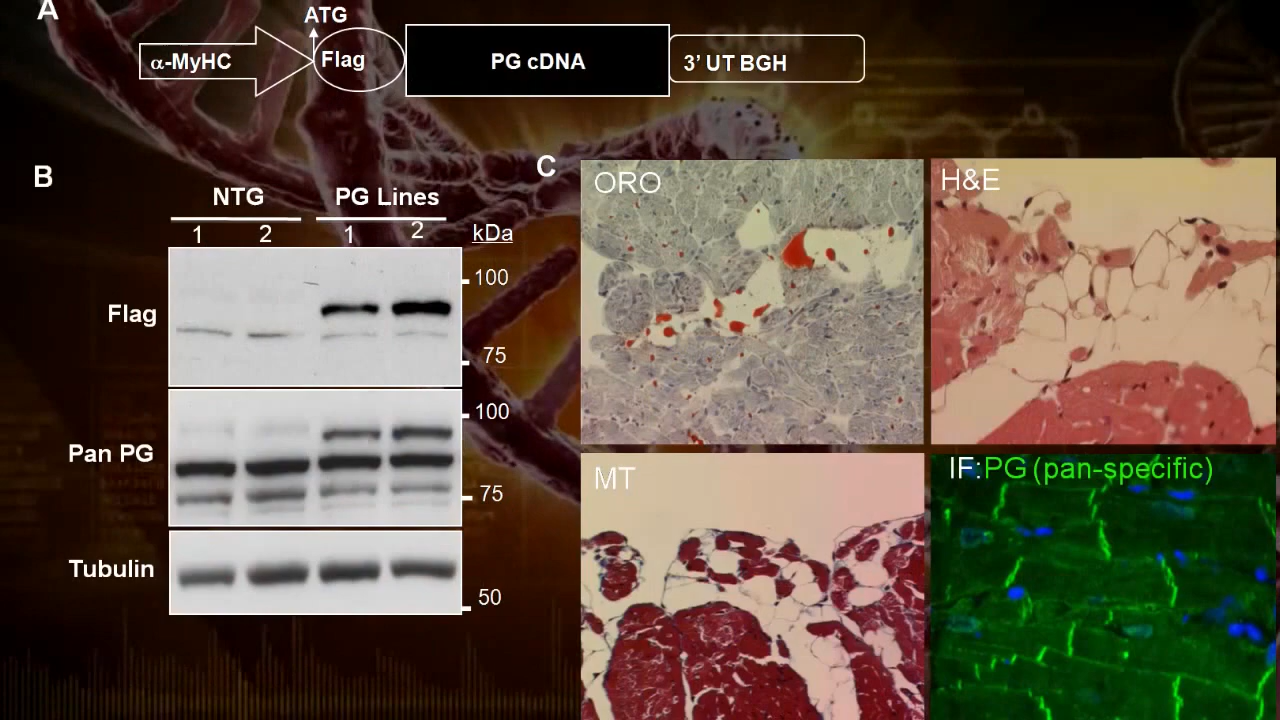 A
ATG
α-MyHC
Flag
PG cDNA
3' UT BGH
B
NTG
PG Lines
1
2
1
2
kDa
Flag
100
75
Pan PG
100
75
Tubulin
50
C
ORO
H&E
MT
IF:PG (pan-specific)